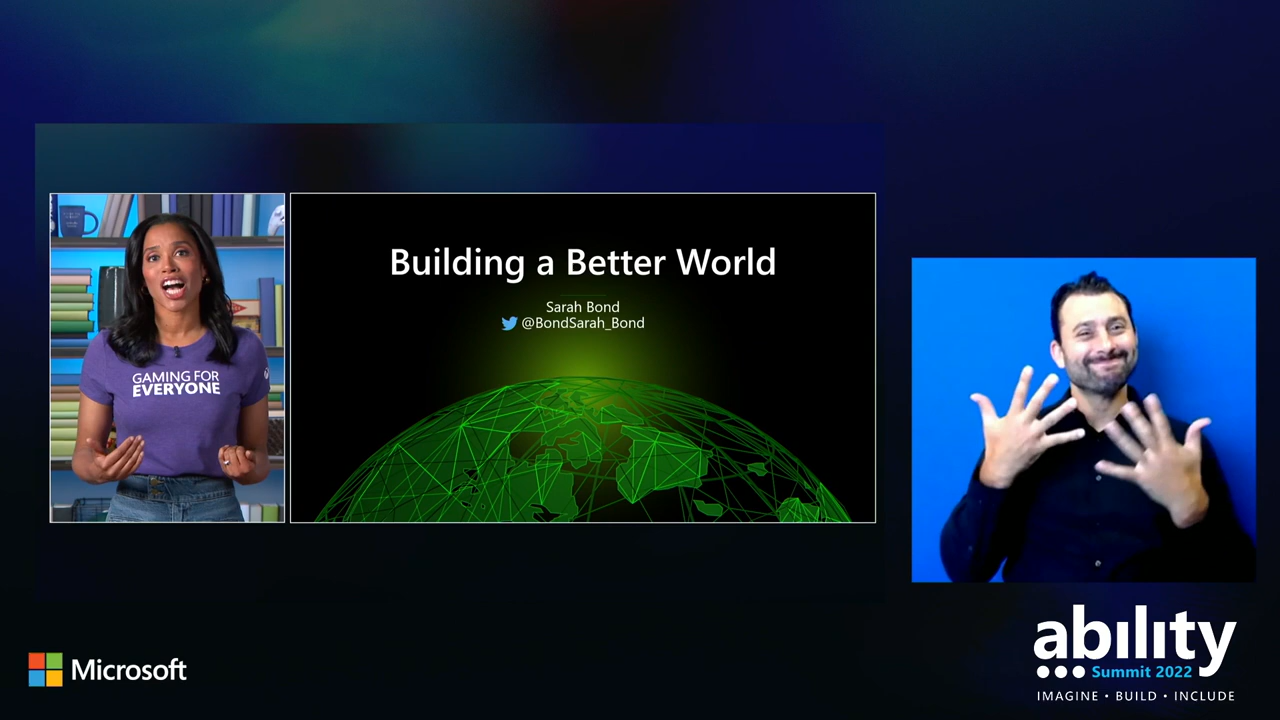 GAMING FOR
EVERYONE
Building a Better World
Sarah Bond
@BondSarah_Bond
Microsoft
ability
Summit 2022
IMAGINE • BUILD • INCLUDE